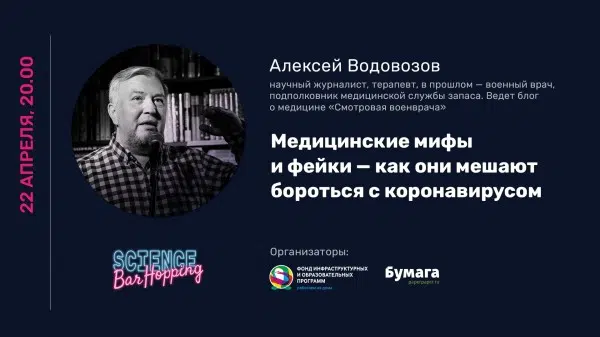 22 АПРЕЛЯ, 20.00
Алексей Водовозов
научный журналист, терапевт, в прошлом — военный врач,
подполковник медицинской службы запаса. Ведет блог
о медицине «Смотровая военврача»
Медицинские мифы
и фейки — как они мешают
бороться с коронавирусом
SCIENCE
Bar Hopping
Организаторы:
ФОНД ИНФРАСТРУКТУРНЫХ
И ОБРАЗОВАТЕЛЬНЫХ
ПРОГРАММ
Бумага
paperpaper.ru